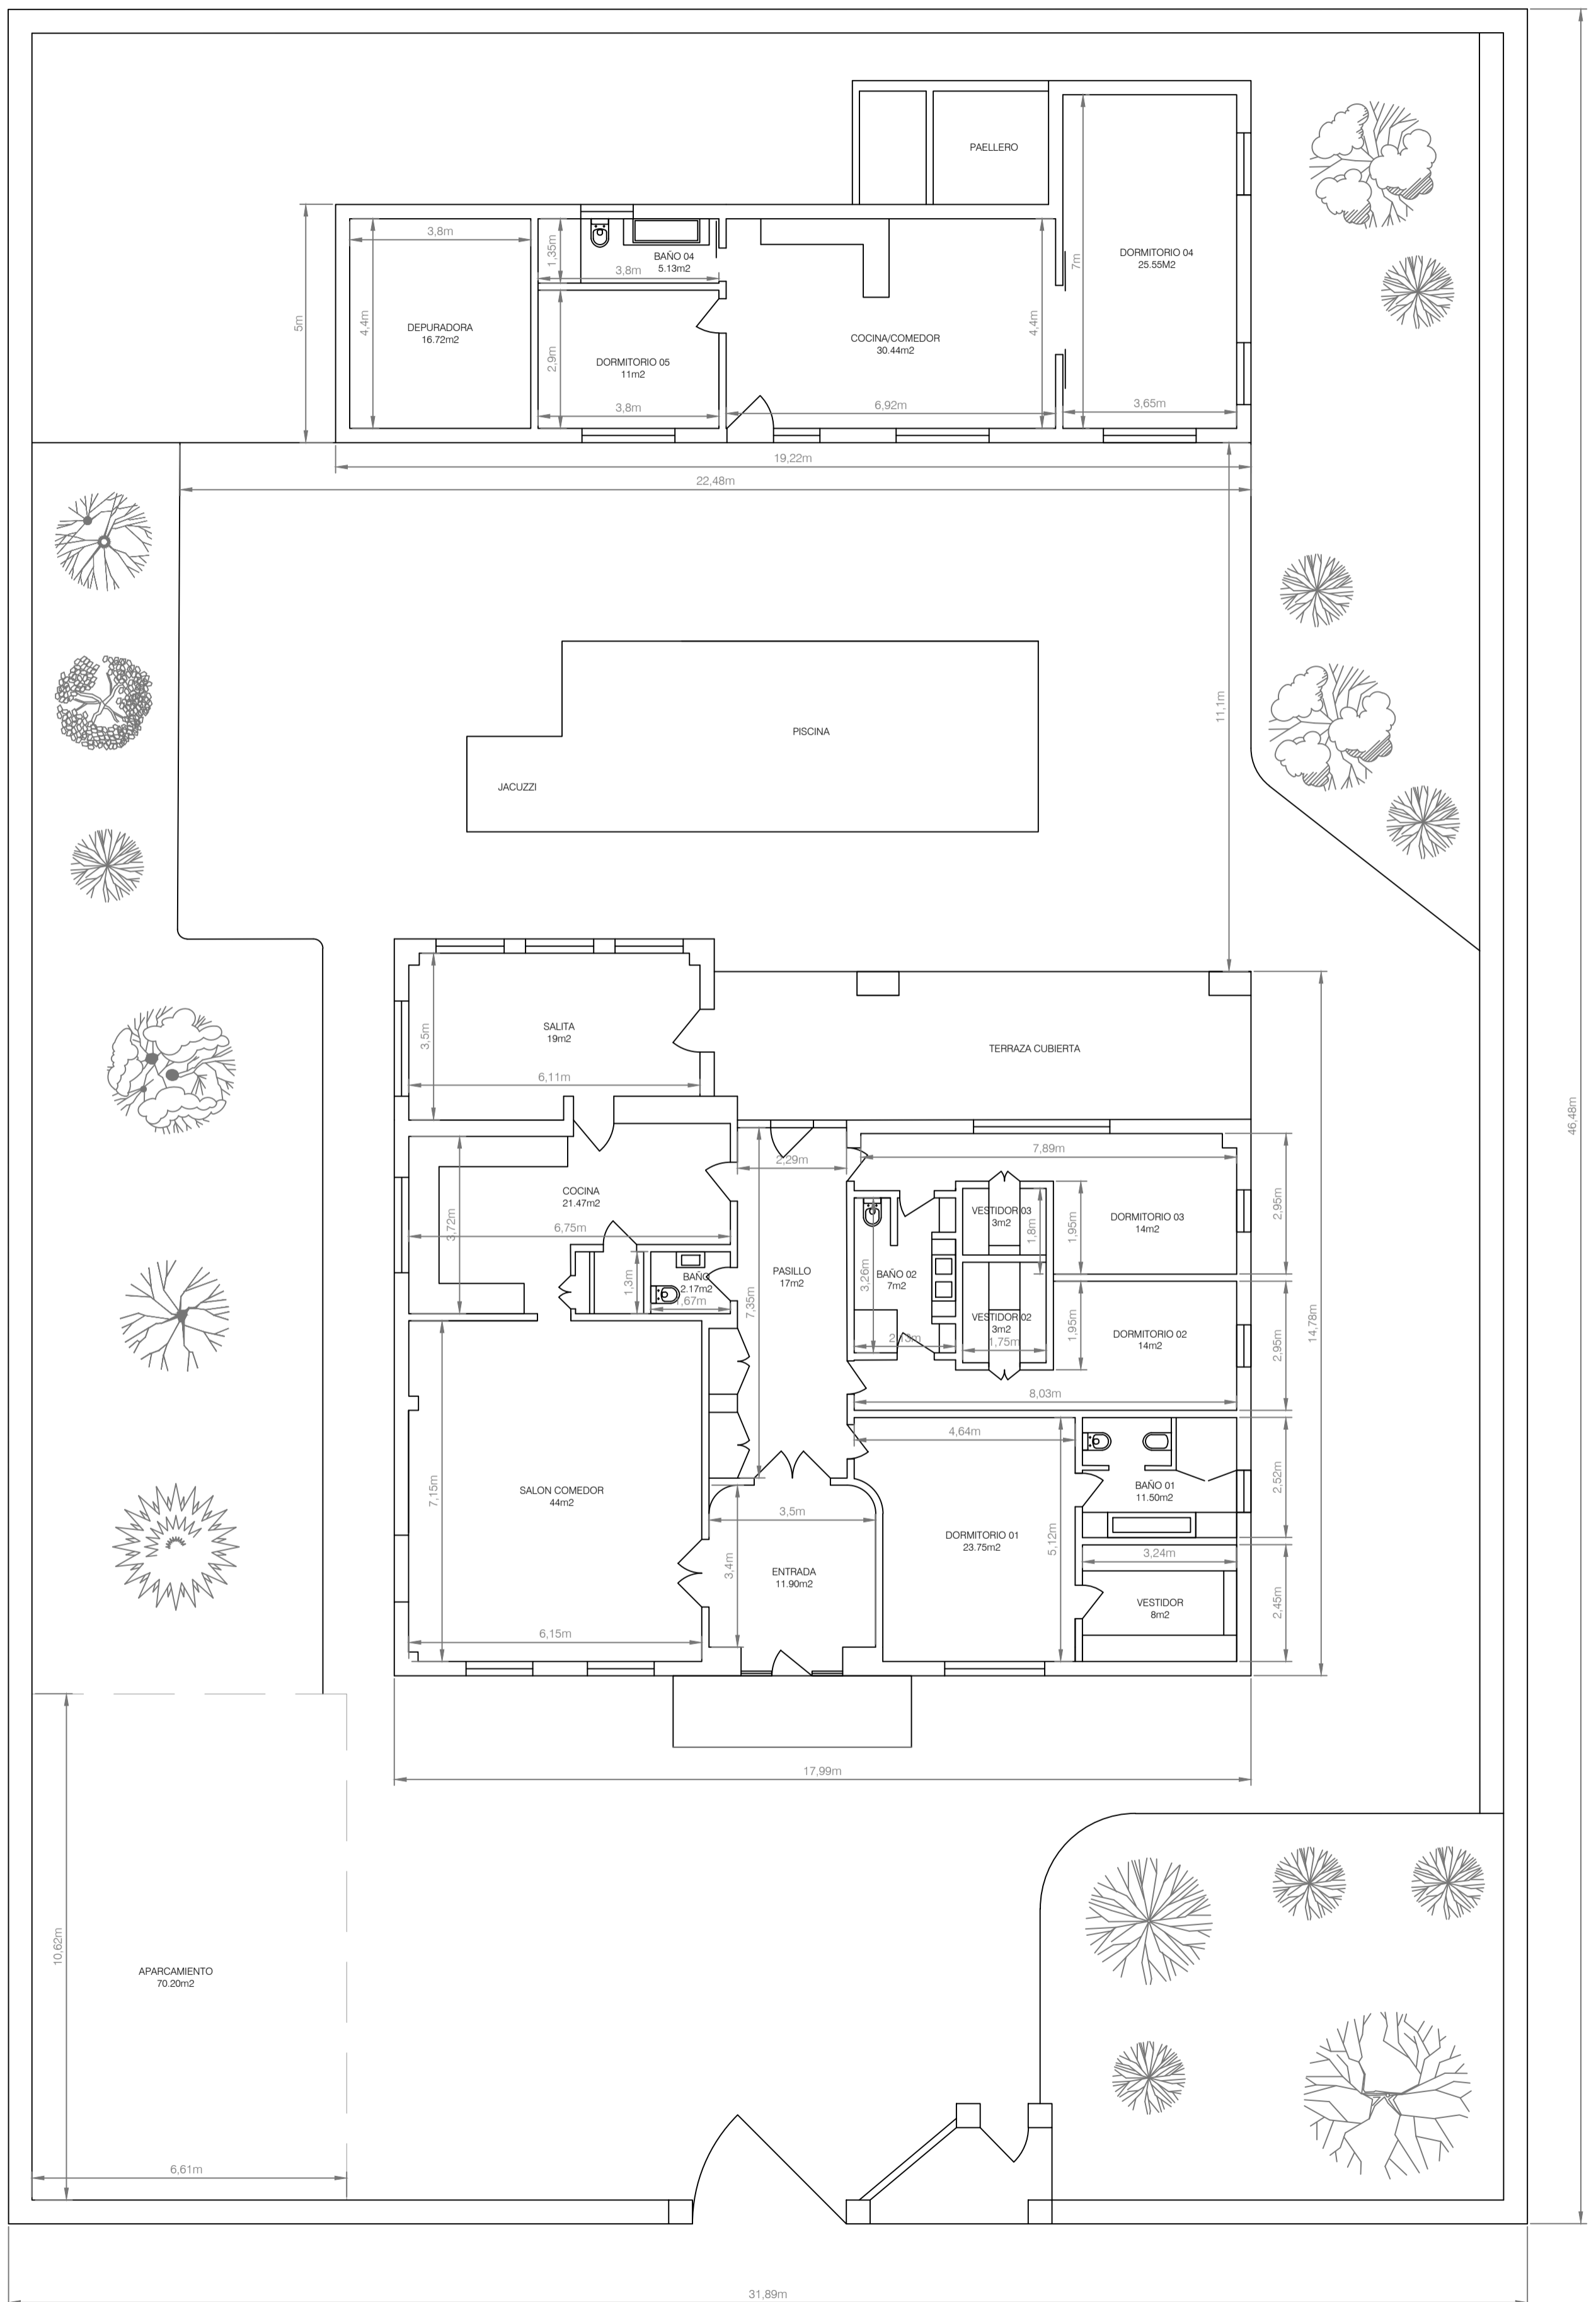 PAELLERO
DORMITORIO 04
25.55M2
7m
3,65m
3,8m
4,4m
5m
DEPURADORA
16.72m2
1,35m
BAÑO 04
5.13m2
3,8m
2,9m
DORMITORIO 05
11m2
3,8m
COCINA/COMEDOR
30.44m2
4,4m
6,92m
19,22m
22,48m
11,1m
PISCINA
JACUZZI
SALITA
19m2
3,5m
6,11m
TERRAZA CUBIERTA
46,48m
COCINA
21.47m2
3,72m
6,75m
2,29m
7,89m
2,95m
VESTIDOR 03
3m2
1,8m
1,95m
DORMITORIO 03
14m2
PASILLO
17m2
7,35m
BAÑO
2.17m2
1,3m
1,67m
BAÑO 02
7m2
3,26m
2,13m
VESTIDOR 02
3m2
1,75m
1,95m
DORMITORIO 02
14m2
2,95m
8,03m
14,78m
4,64m
SALON COMEDOR
44m2
7,15m
6,15m
3,5m
3,4m
ENTRADA
11.90m2
DORMITORIO 01
23.75m2
5,12m
BAÑO 01
11.50m2
2,52m
3,24m
VESTIDOR
8m2
2,45m
17,99m
10,62m
APARCAMIENTO
70.20m2
6,61m
31,89m